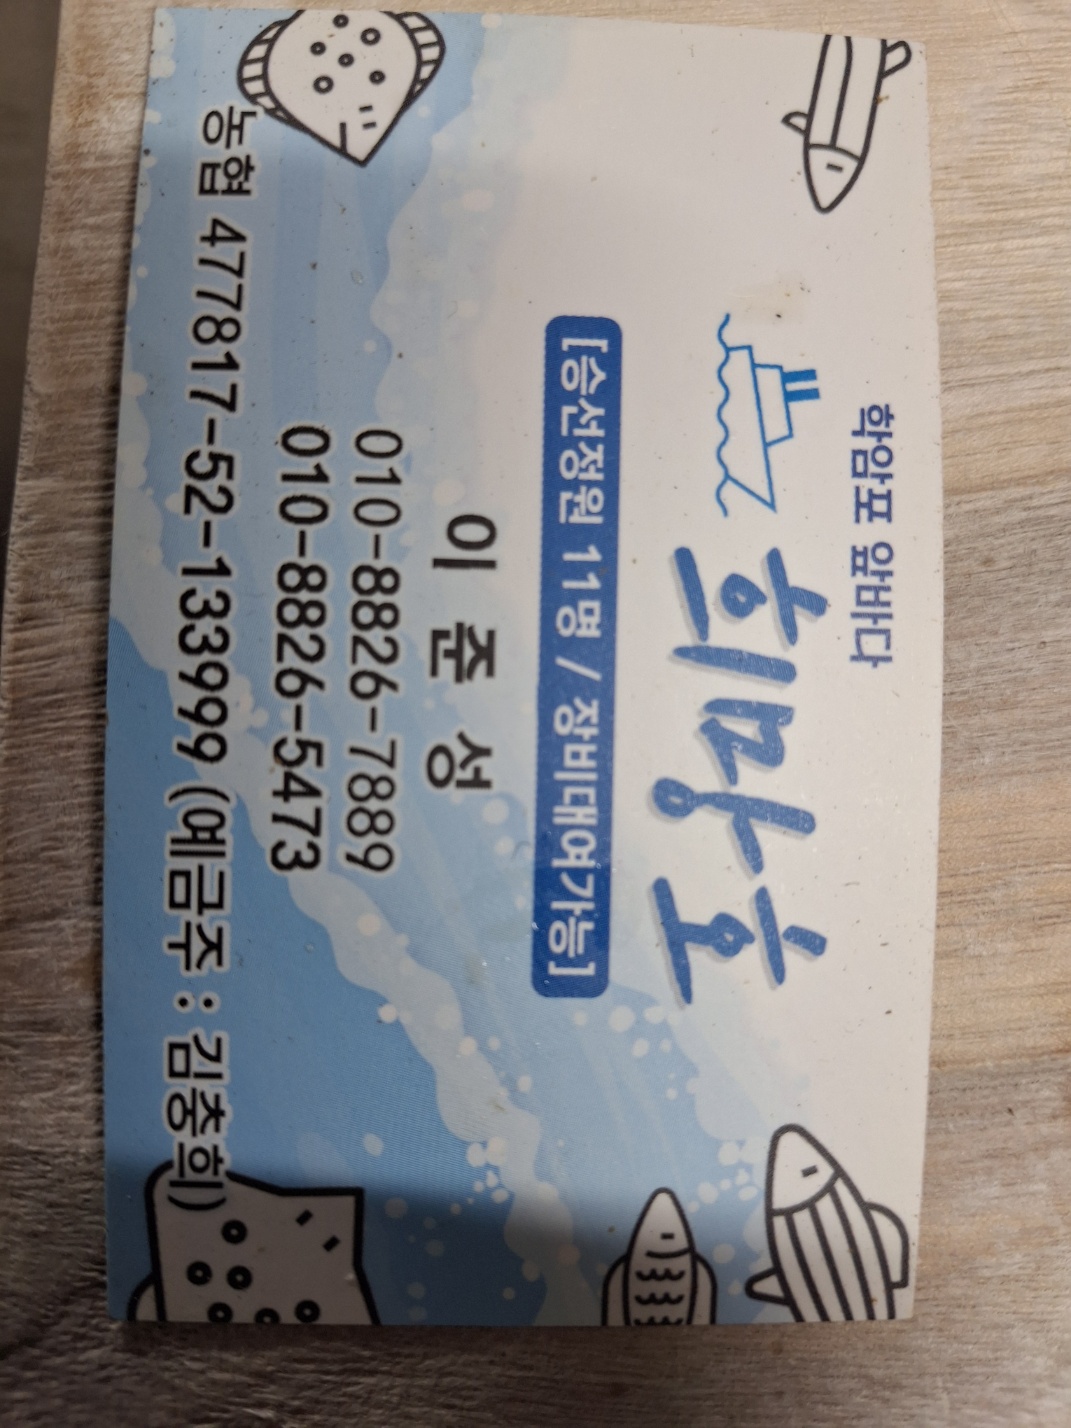 학암포 앞바다
희망호
[승선정원 11명 / 장비대여가능]
이 준 성
010-8826-7889
010-8826-5473
농협 477817-52-133999 (예금주 : 김충희)